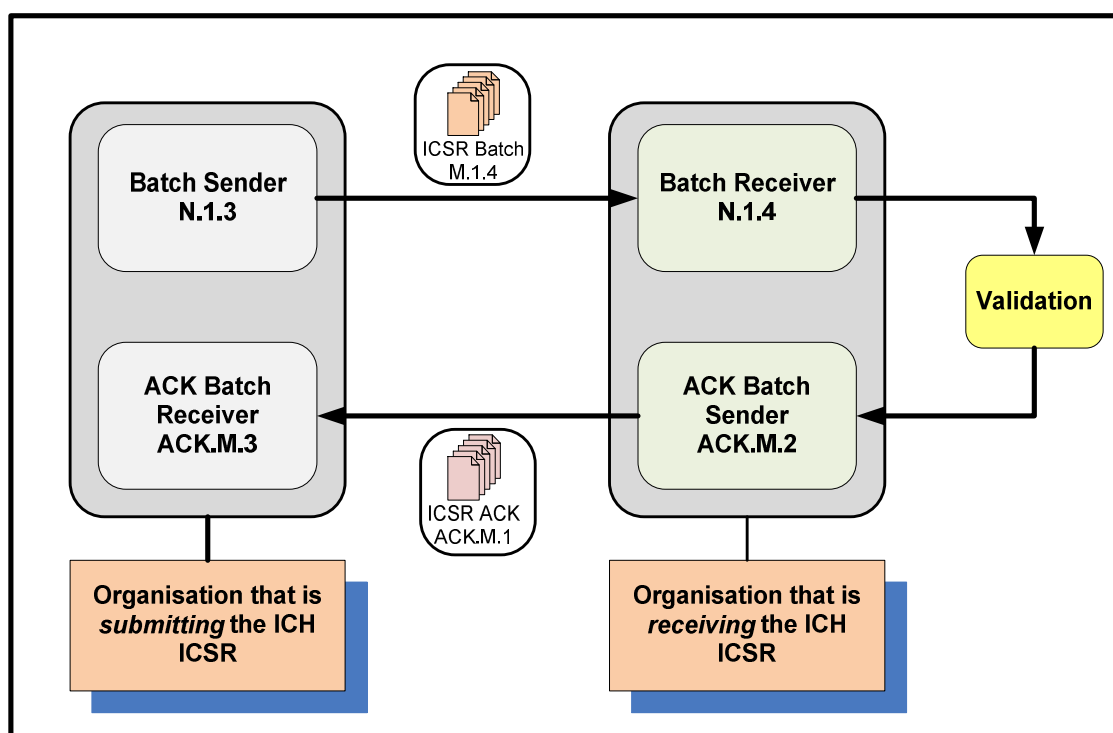 ICSR Batch
M.1.4
Batch Sender
N.1.3
Batch Receiver
N.1.4
Validation
ACK Batch
Receiver
ACK.M.3
ACK Batch
Sender
ACK.M.2
ICSR ACK
ACK.M.1
Organisation that is
submitting the ICH
ICSR
Organisation that is
receiving the ICH
ICSR